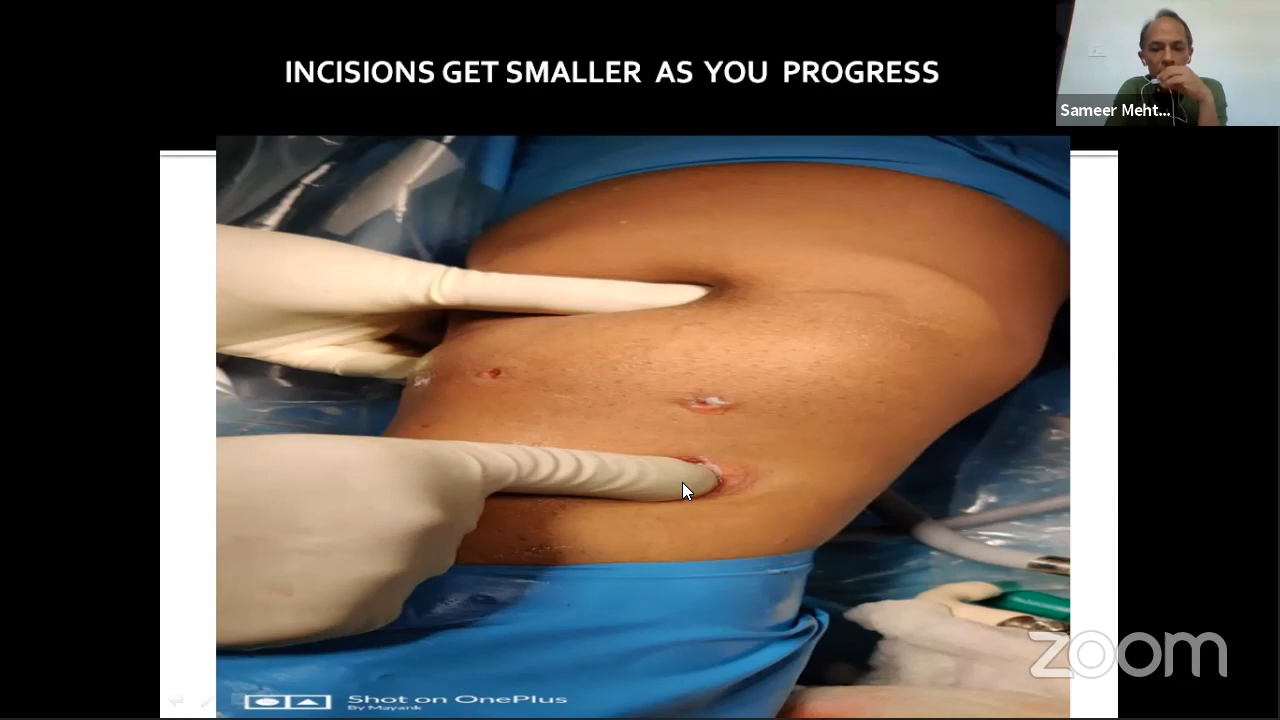 INCISIONS GET SMALLER AS YOU PROGRESS
Sameer Meht...
zoom
Shot on OnePlus
By Mayank